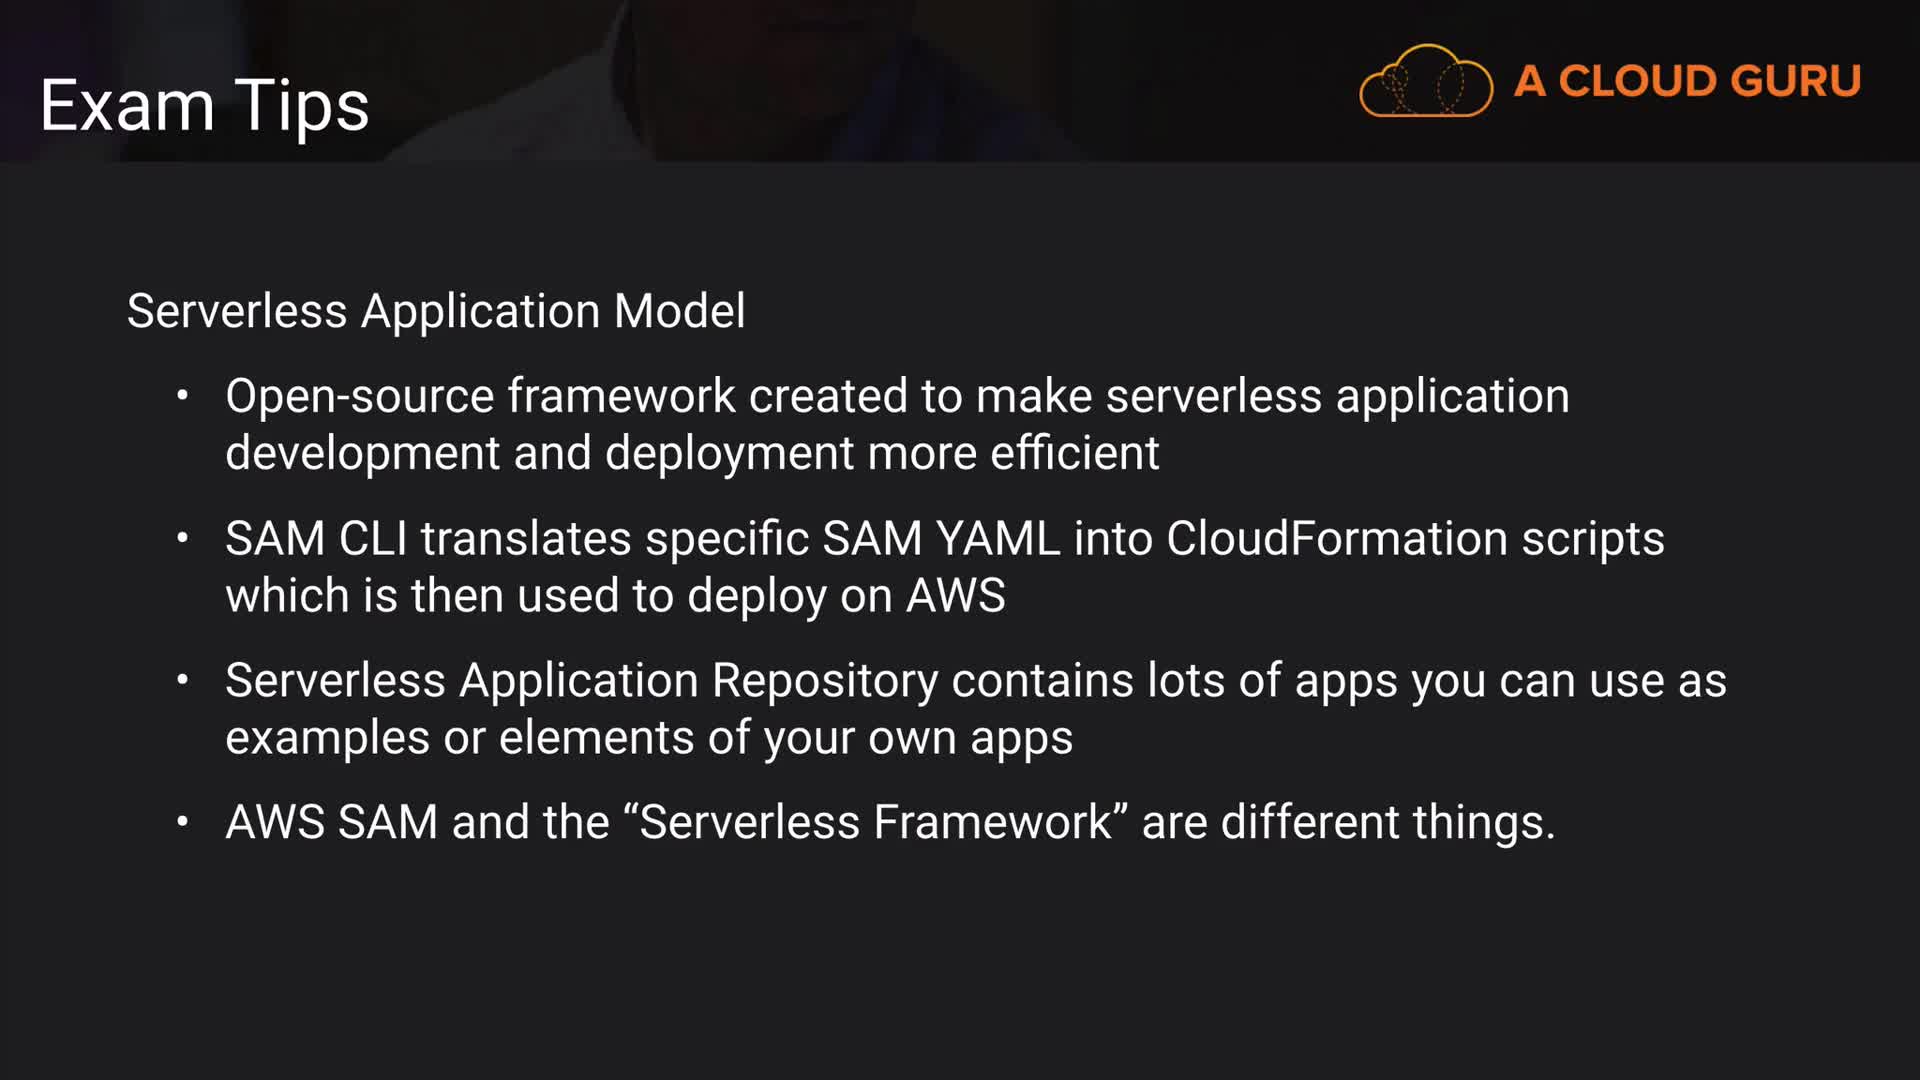 Exam Tips
A CLOUD GURU
Serverless Application Model
• Open-source framework created to make serverless application
development and deployment more efficient
• SAM CLI translates specific SAM YAML into CloudFormation scripts
which is then used to deploy on AWS
• Serverless Application Repository contains lots of apps you can use as
examples or elements of your own apps
• AWS SAM and the “Serverless Framework” are different things.